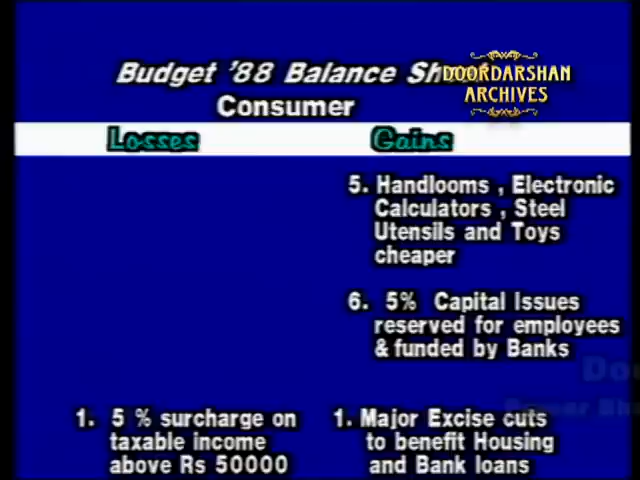 Budget '88 Balance Sh
DOORDARSHAN
ARCHIVES
Consumer
Losses Gains
5. Handlooms , Electronic
Calculators , Steel
Utensils and Toys
cheaper
6. 5% Capital Issues
reserved for employees
& funded by Banks
1. 5 % surcharge on
taxable income
above Rs 50000
1. Major Excise cuts
to benefit Housing
and Bank loans